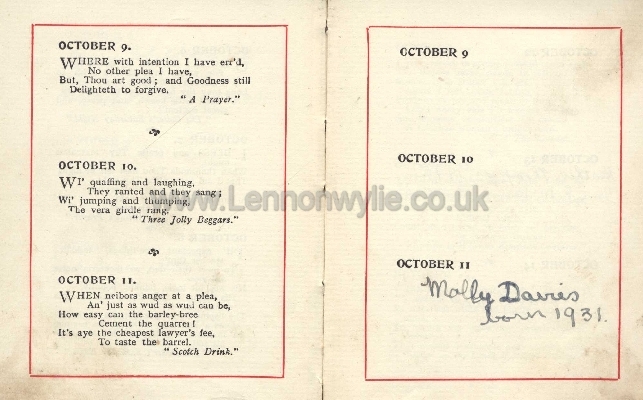 OCTOBER 9.
WHERE with intention I have err'd,
No other plea I have,
But, Thou art good; and Goodness still
Delighteth to forgive.
"A Prayer."
OCTOBER 10.
WI' quaffing and laughing,
They ranted and they sang;
Wi' jumping and thumping,
The vera girdle rang.
"Three Jolly Beggars."
OCTOBER 11.
WHEN neibors anger at a plea,
An' just as wud as wud can be,
How easy can the barley-bree
Cement the quarrel!
It's aye the cheapest lawyer's fee,
To taste the barrel.
"Scotch Drink."
OCTOBER 9
OCTOBER 10
OCTOBER 11
Molly Davies
born 1931.
www.Lennonwylie.co.uk